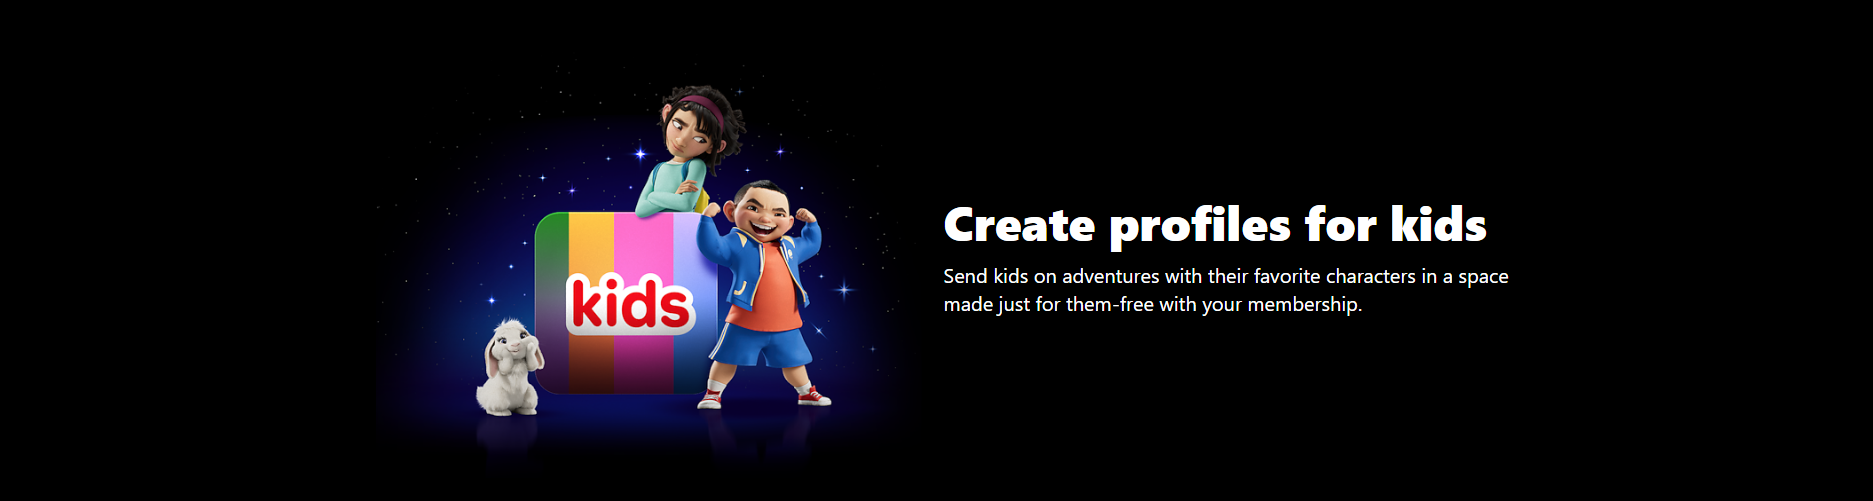 kids
Create profiles for kids
Send kids on adventures with their favorite characters in a space
made just for them-free with your membership.